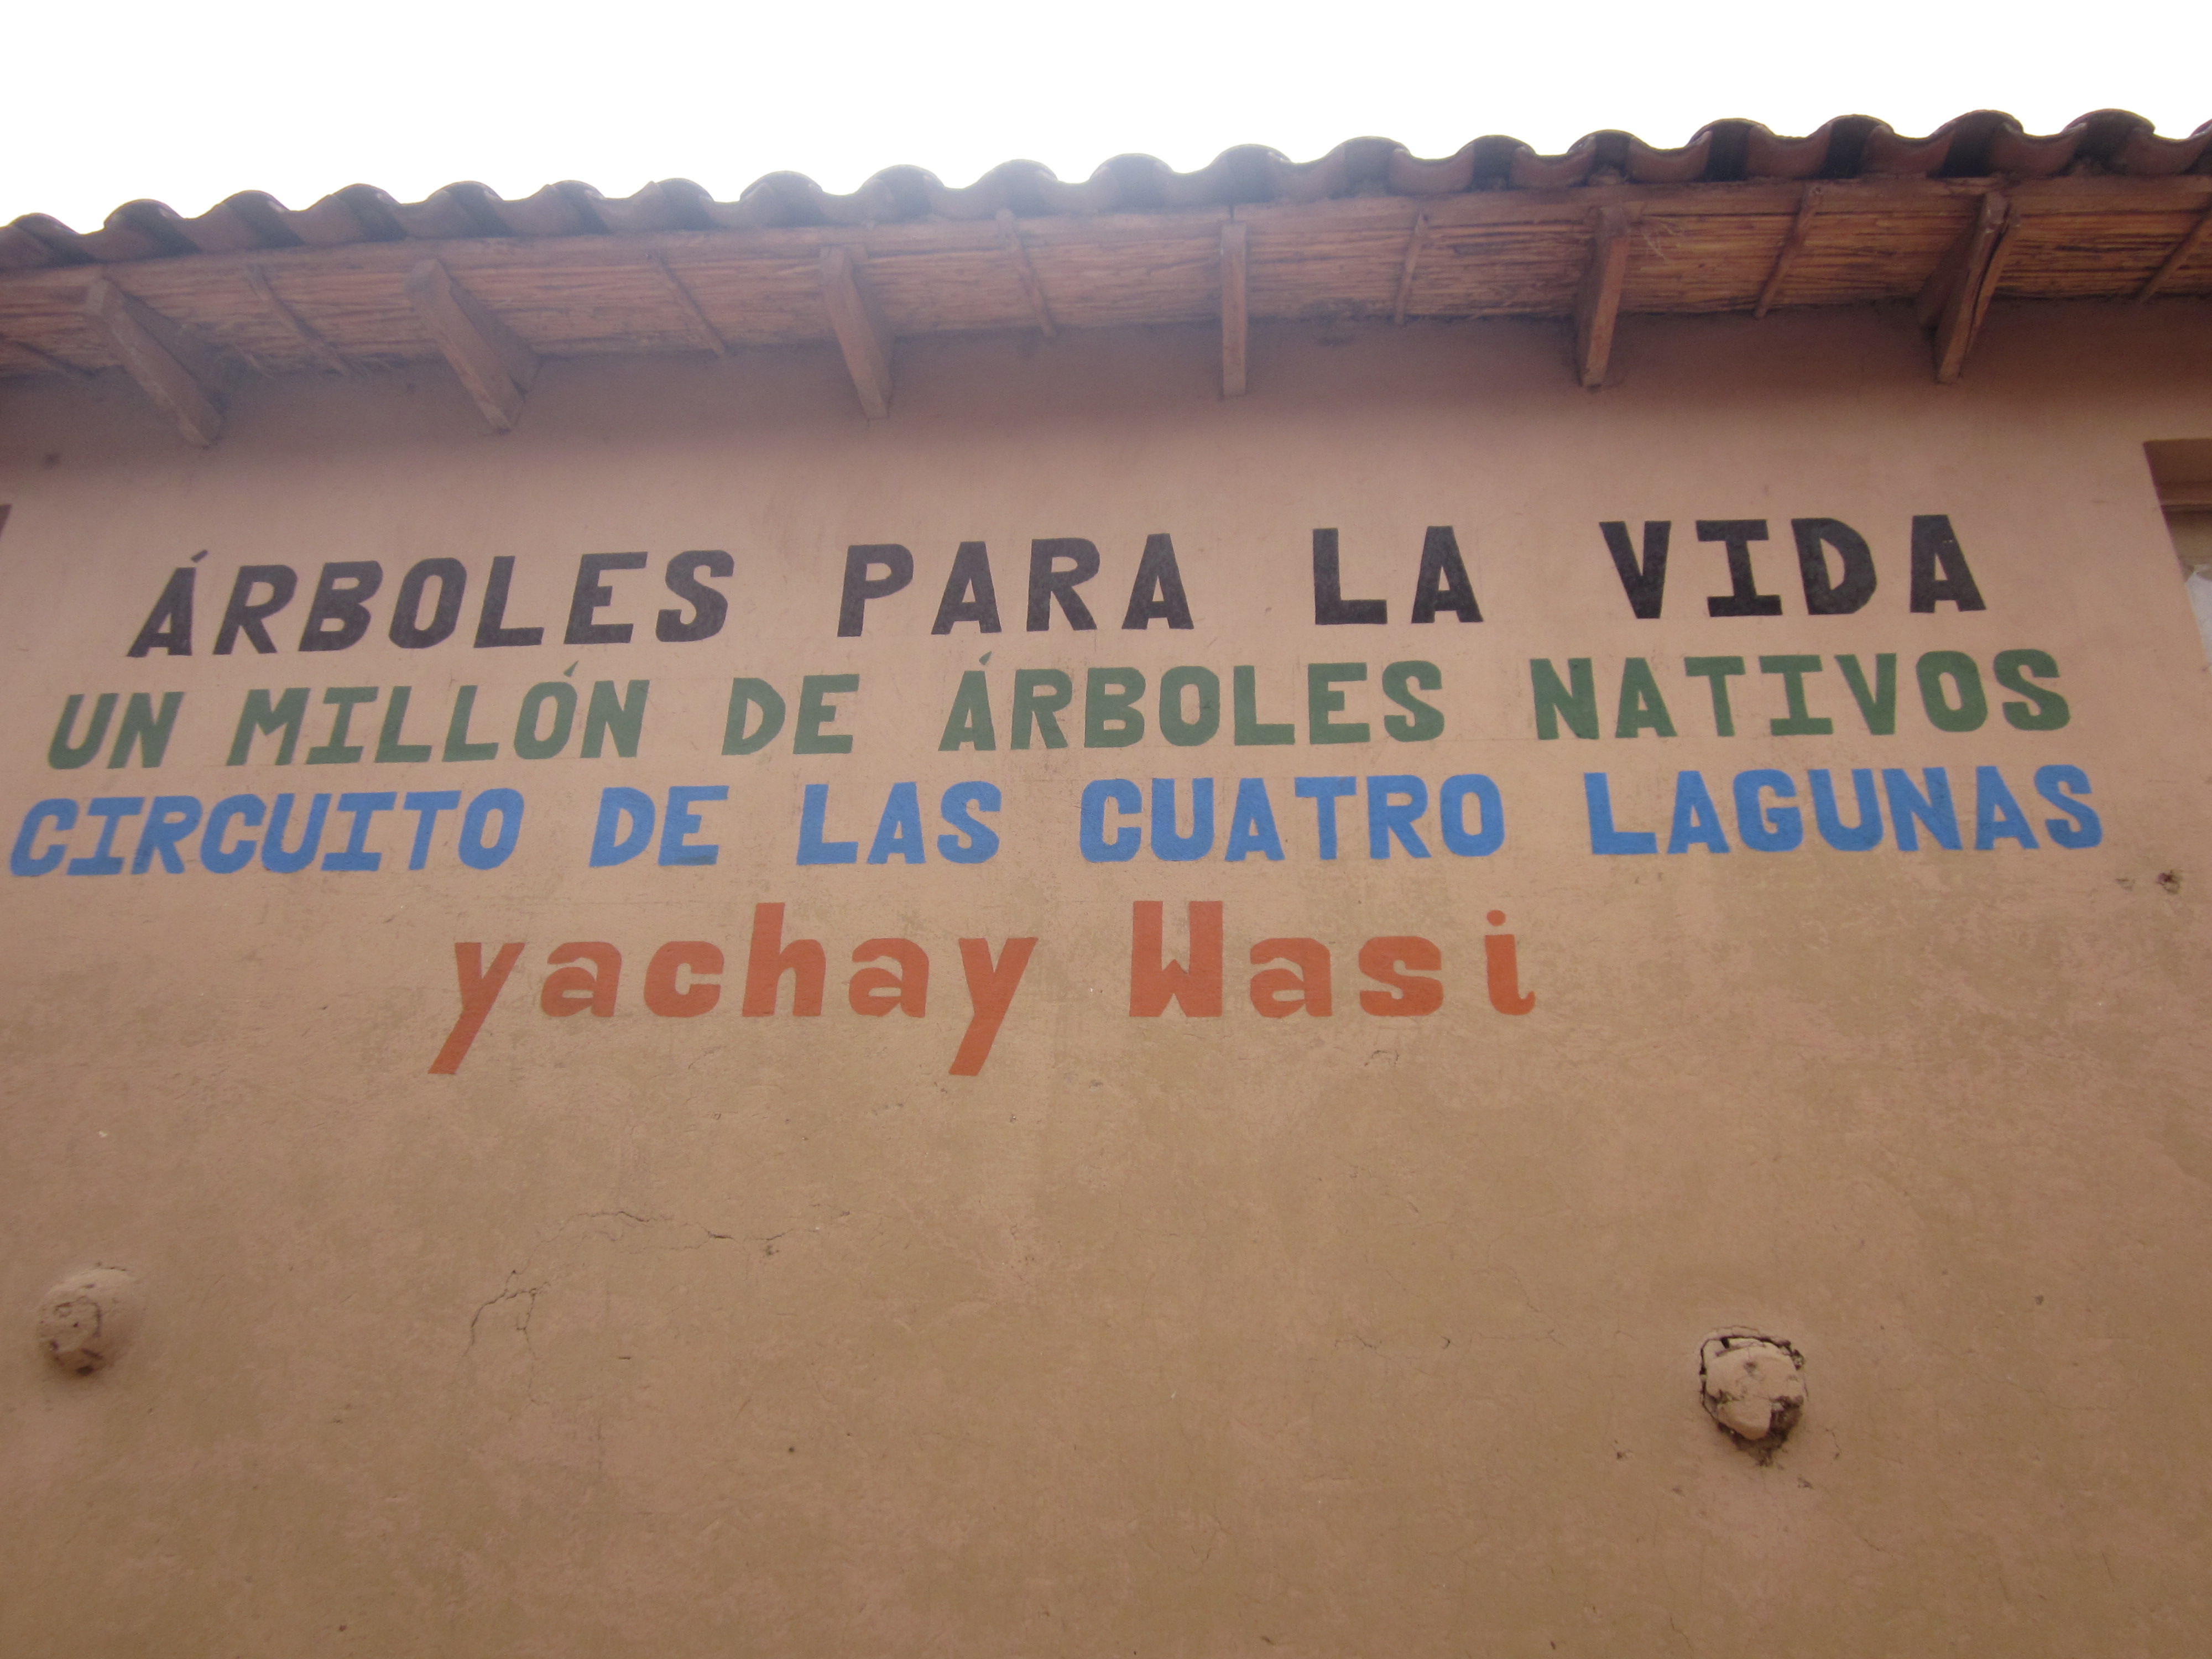 ÁRBOLES PARA LA VIDA
UN MILLÓN DE ÁRBOLES NATIVOS
CIRCUITO DE LAS CUATRO LAGUNAS
yachay Wasi